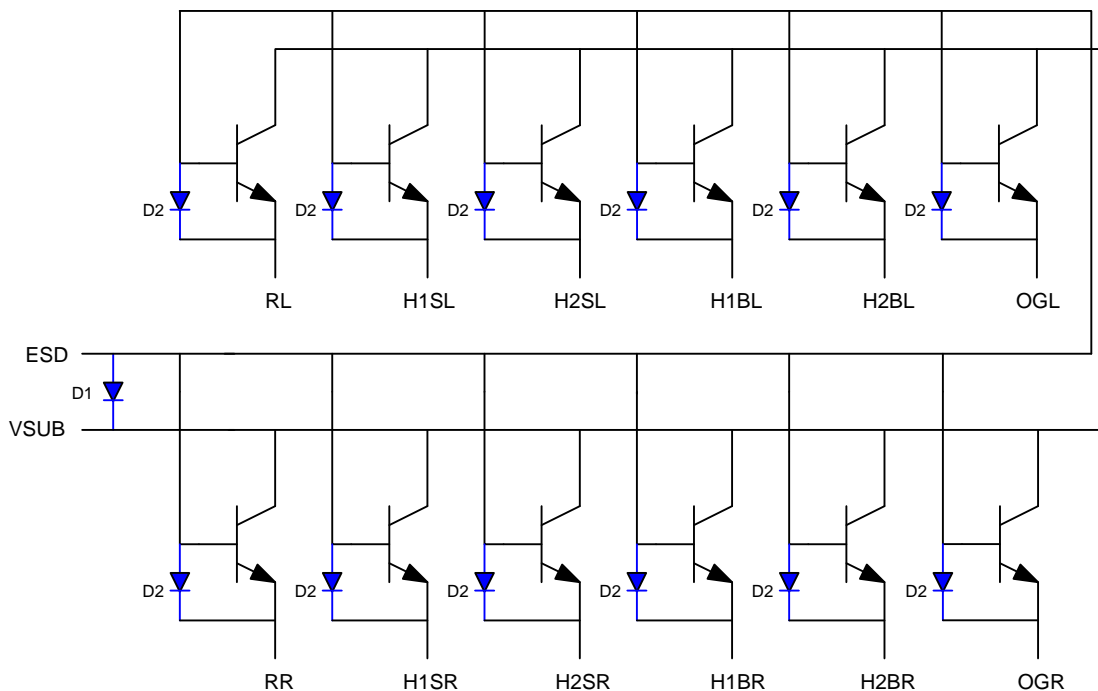 D2 D2 D2 D2 D2 D2
RL H1SL H2SL H1BL H2BL OGL
ESD
D1
VSUB
D2 D2 D2 D2 D2 D2
RR H1SR H2SR H1BR H2BR OGR